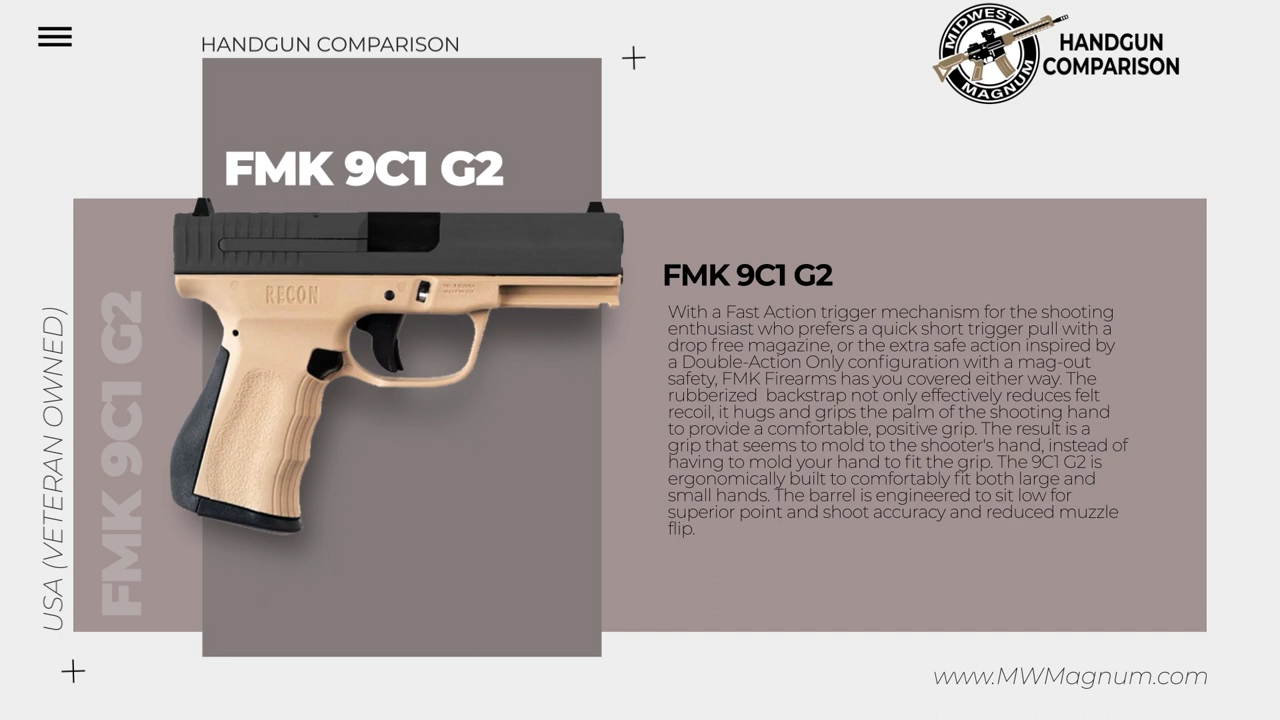 HANDGUN COMPARISON
MIDWEST
MAGNUM
HANDGUN
COMPARISON
FMK 9C1 G2
RECON
FMK 9C1 G2
With a Fast Action trigger mechanism for the shooting
enthusiast who prefers a quick short trigger pull with a
drop free magazine, or the extra safe action inspired by
a Double-Action Only configuration with a mag-out
safety, FMK Firearms has you covered either way. The
rubberized  backstrap not only effectively reduces felt
recoil, it hugs and grips the palm of the shooting hand
to provide a comfortable, positive grip. The result is a
grip that seems to mold to the shooter's hand, instead of
having to mold your hand to fit the grip. The 9C1 G2 is
ergonomically built to comfortably fit both large and
small hands. The barrel is engineered to sit low for
superior point and shoot accuracy and reduced muzzle
flip.
USA (VETERAN OWNED)
FMK 9C1 G2
www.MWMagnum.com